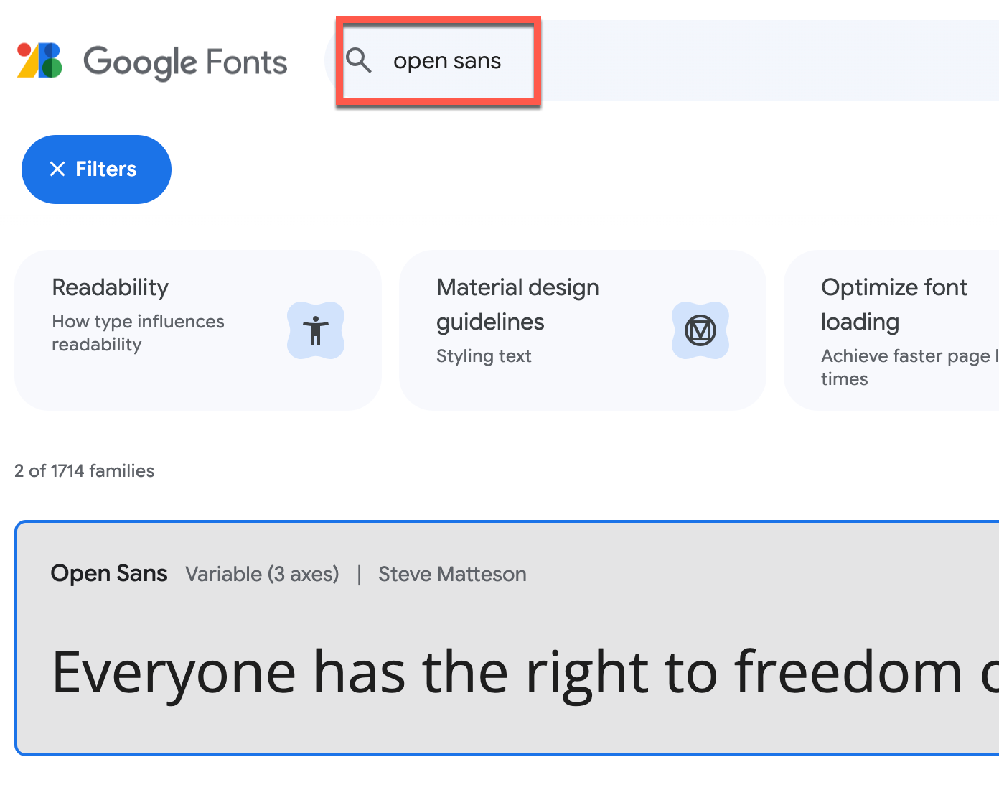 Google Fonts
open sans
Filters
Readability
How type influences
readability
Material design
guidelines
Styling text
Optimize font
loading
Achieve faster page
times
2 of 1714 families
Open Sans Variable (3 axes) | Steve Matteson
Everyone has the right to freedom